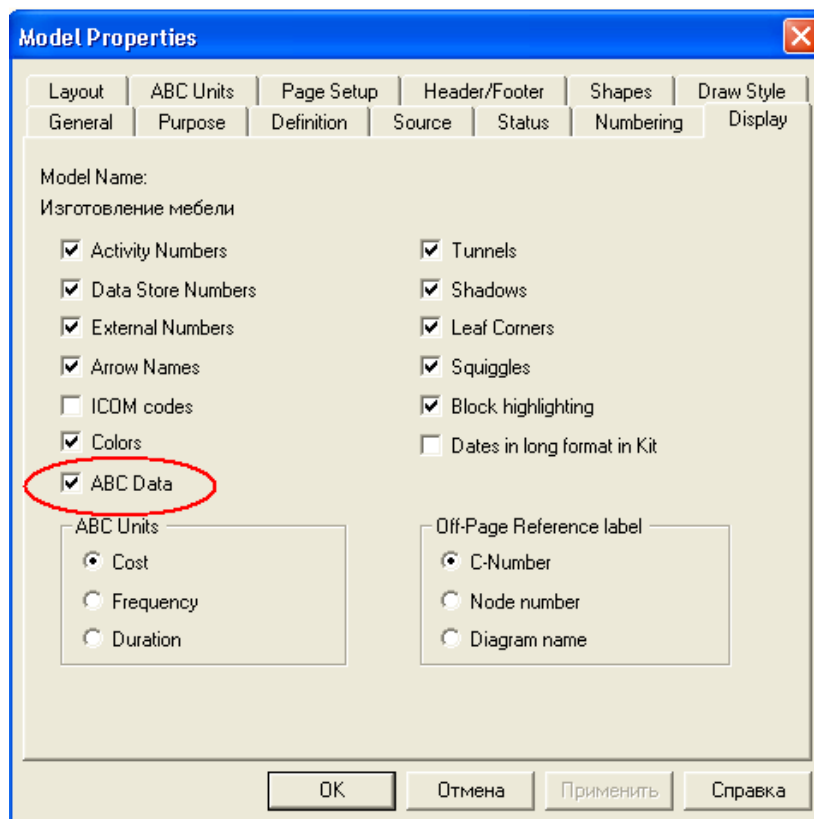 Model Properties
Layout ABC Units Page Setup Header/Footer Shapes Draw Style
General Purpose Definition Source Status Numbering Display
Model Name:
Изготовление мебели
Activity Numbers
Data Store Numbers
External Numbers
Arrow Names
ICOM codes
Colors
ABC Data
Tunnels
Shadows
Leaf Corners
Squiggles
Block highlighting
Dates in long format in Kit
ABC Units
Cost
Frequency
Duration
Off-Page Reference label
C-Number
Node number
Diagram name
OK Отмена Применить Справка